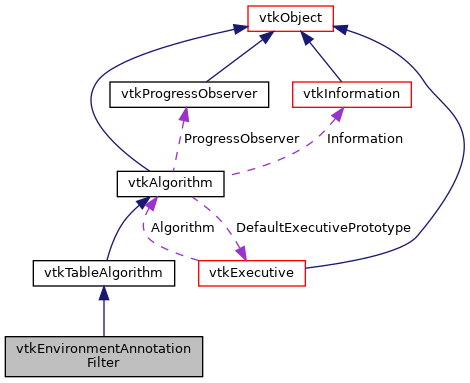 vtkObject
vtkProgressObserver
vtkInformation
ProgressObserver
Information
vtkAlgorithm
Algorithm
DefaultExecutivePrototype
vtkTableAlgorithm
vtkExecutive
vtkEnvironmentAnnotation
Filter